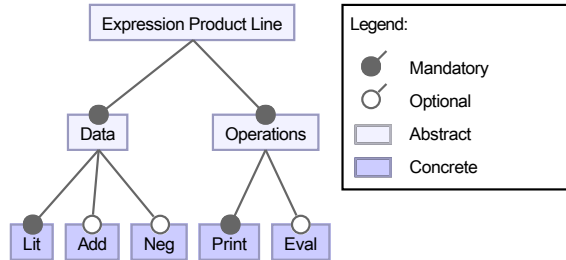 Expression Product Line
Legend:
Mandatory
Optional
Abstract
Concrete
Data
Operations
Lit
Add
Neg
Print
Eval